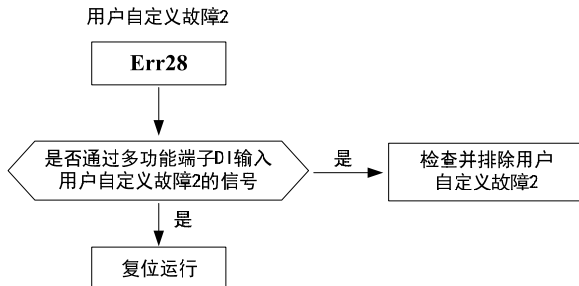 用户自定义故障2
Err28
是否通过多功能端子DI输入
用户自定义故障2的信号
是
检查并排除用户
自定义故障2
是
复位运行